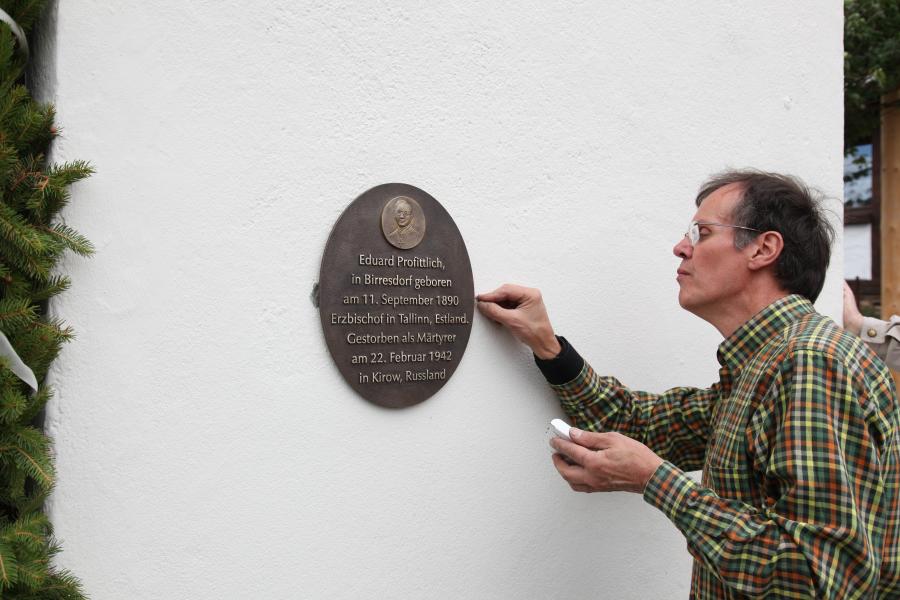 Eduard Profittlich,
in Birresdorf geboren
am 11. September 1890
Erzbischof in Tallinn, Estland.
Gestorben als Märtyrer
am 22. Februar 1942
in Kirow, Russland